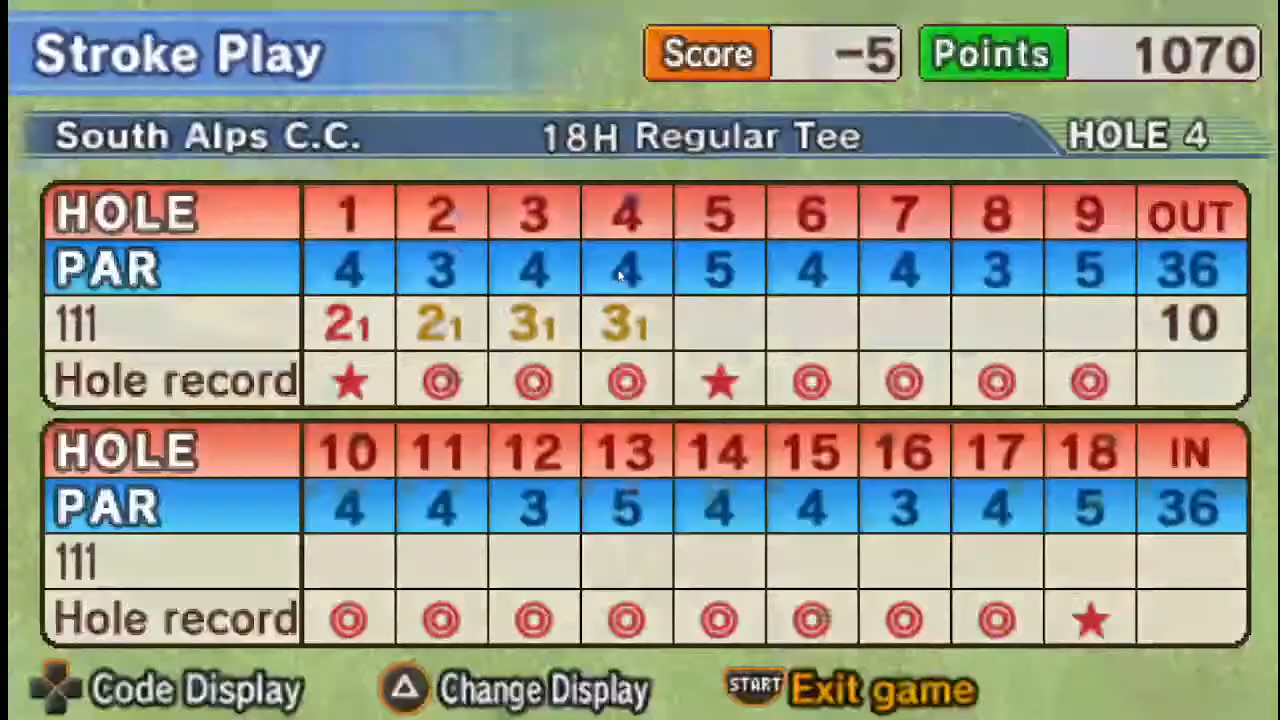 Stroke Play Score -5 Points 1070
South Alps C.C. 18H Regular Tee HOLE 4
HOLE 1 2 3 4 5 6 7 8 9 OUT
PAR 4 3 4 4 5 4 4 3 5 36
111 21 21 31 31 10
Hole record
HOLE 10 11 12 13 14 15 16 17 18 IN
PAR 4 4 3 5 4 4 3 4 5 36
111
Hole record
Code Display Change Display START Exit game